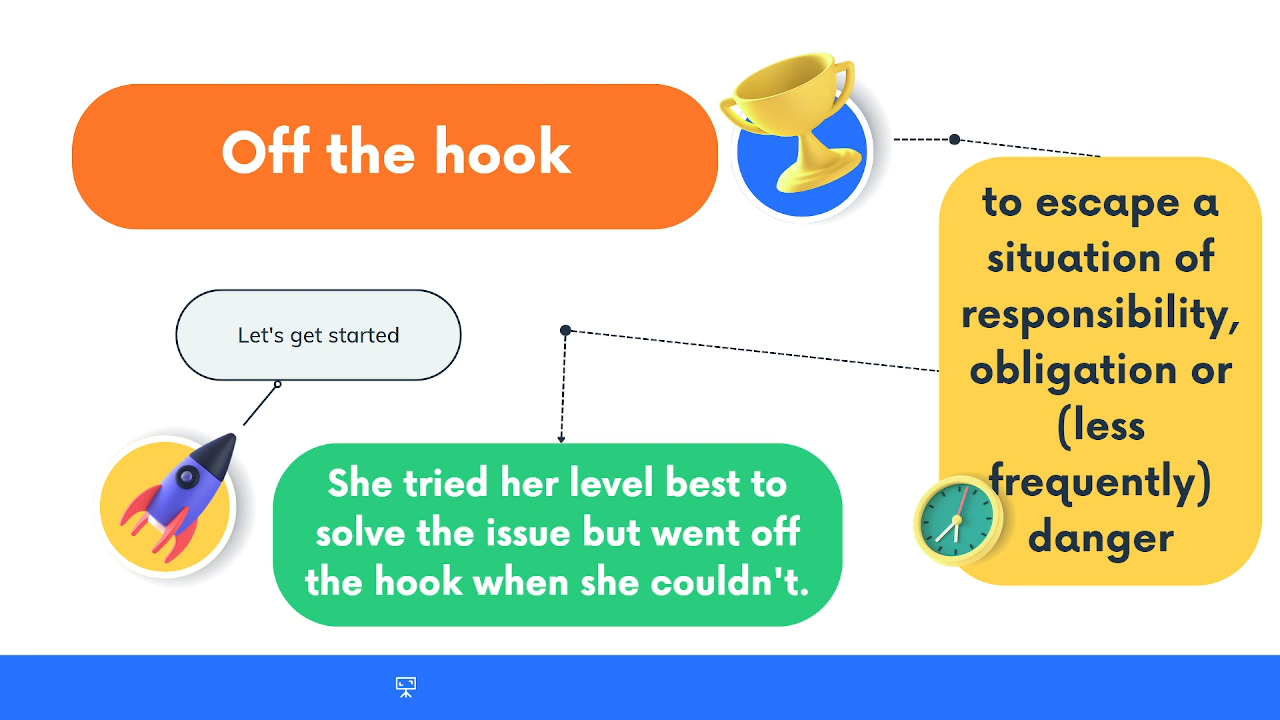 Off the hook
to escape a
situation of
responsibility,
obligation or
(less
frequently)
danger
Let's get started
She tried her level best to
solve the issue but went off
the hook when she couldn't.